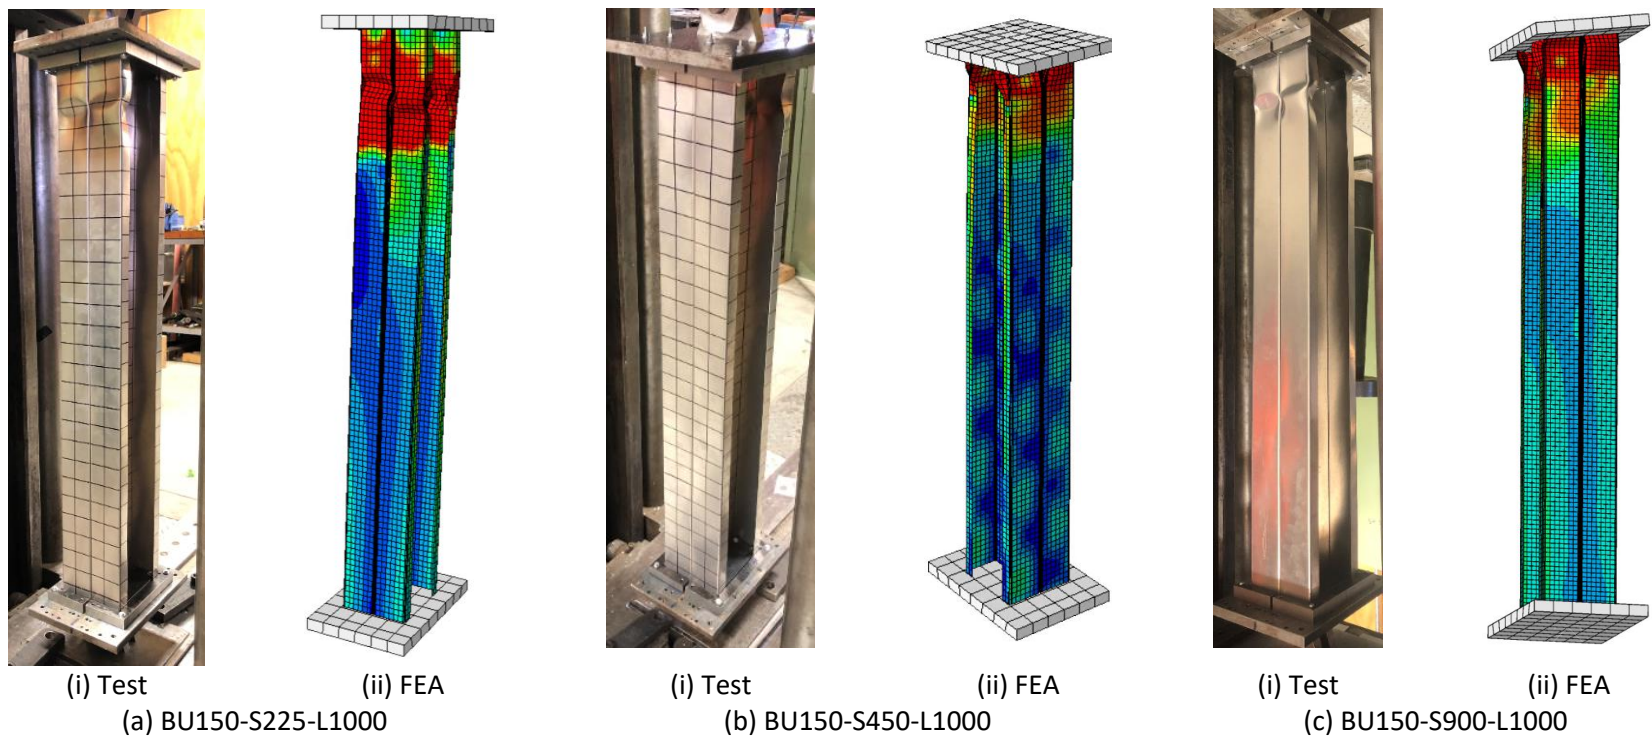 (i) Test (ii) FEA (i) Test (ii) FEA (i) Test (ii) FEA
(a) BU150-S225-L1000 (b) BU150-S450-L1000 (c) BU150-S900-L1000